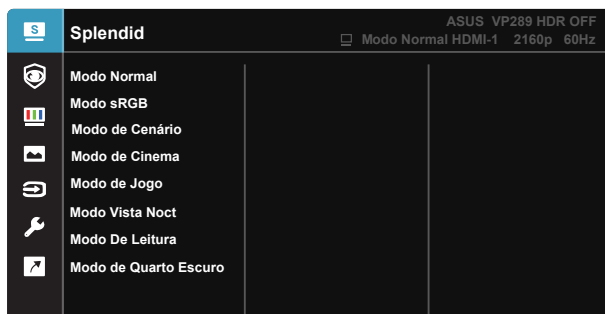 S
Splendid
ASUS VP289 HDR OFF
Modo Normal HDMI-1 2160p 60Hz
Modo Normal
Modo sRGB
Modo de Cenário
Modo de Cinema
Modo de Jogo
Modo Vista Noct
Modo De Leitura
Modo de Quarto Escuro